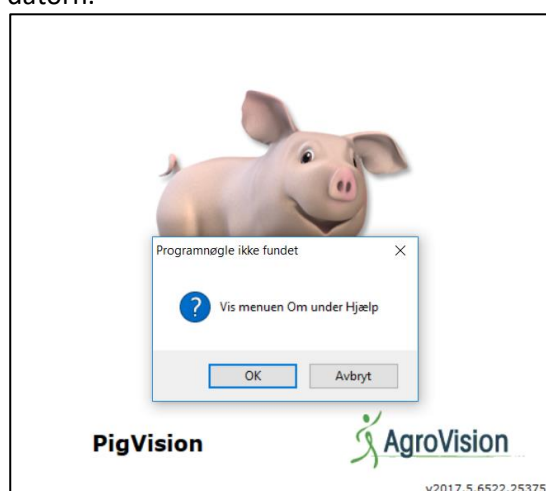 datorn.
Programnøgle ikke fundet
Vis menuen Om under Hjælp
OK
Avbryt
PigVision
AgroVision
v2017.5.6522.25375